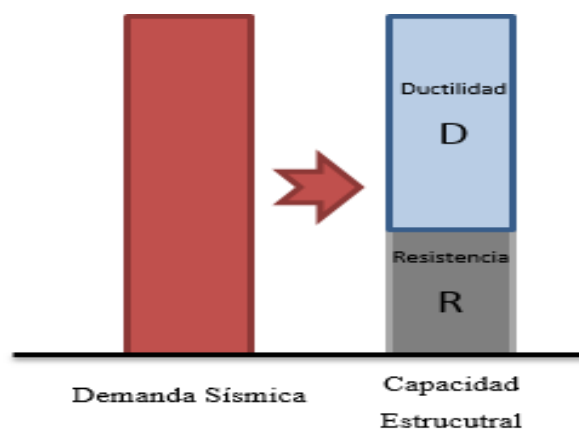 Ductilidad
D
Resistencia
R
Demanda Sísmica
Capacidad
Estrucutral